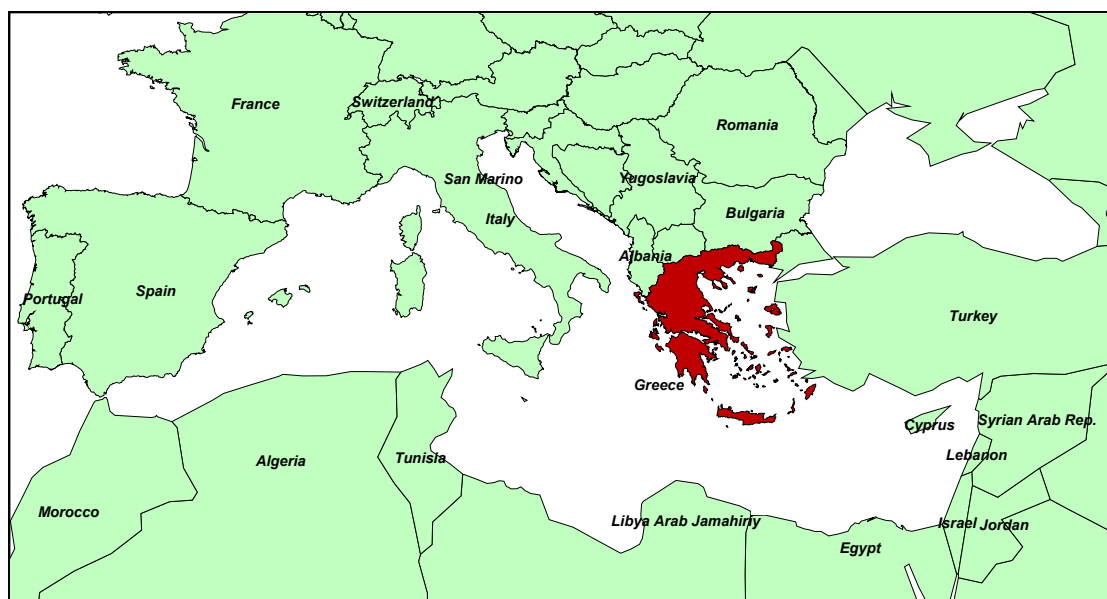 France
Switzerland
Romania
San Marino
Yugoslavia
Italy
Bulgaria
Albania
Portugal
Spain
Turkey
Greece
Cyprus
Syrian Arab Rep.
Lebanon
Algeria
Tunisia
Morocco
Libya Arab Jamahiriy
Israel
Jordan
Egypt